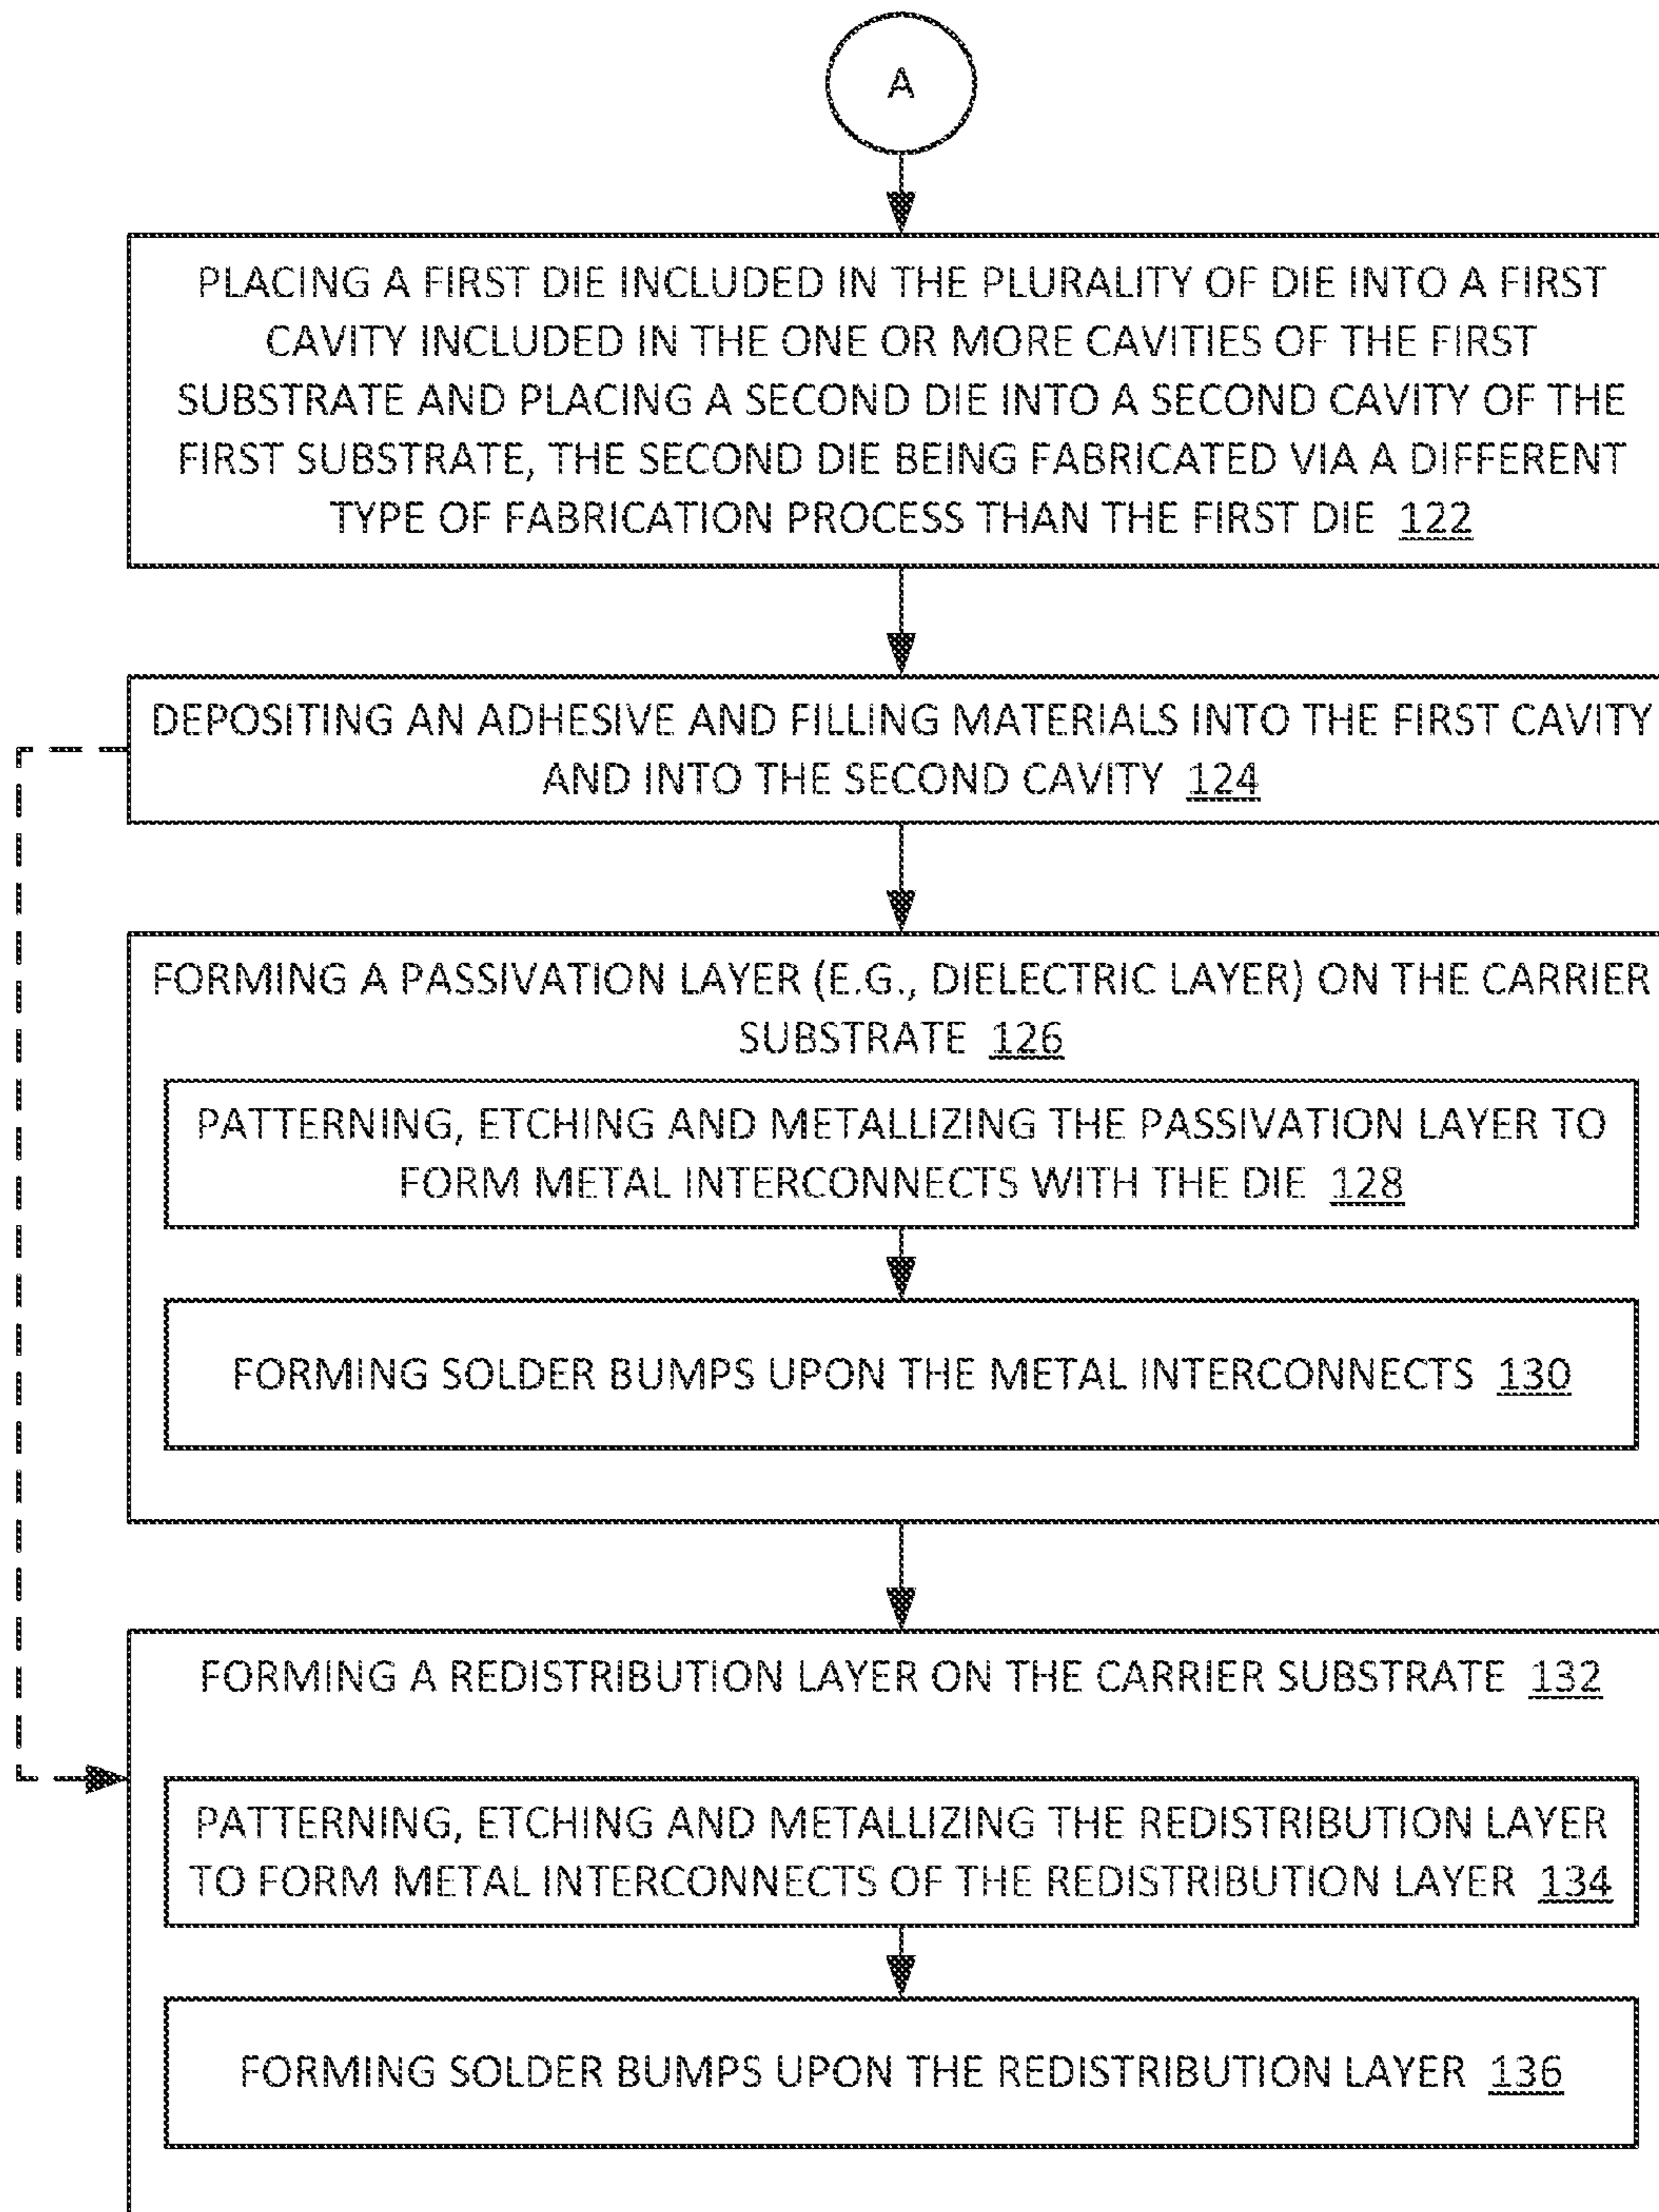 A
PLACING A FIRST DIE INCLUDED IN THE PLURALITY OF DIE INTO A FIRST
CAVITY INCLUDED IN THE ONE OR MORE CAVITIES OF THE FIRST
SUBSTRATE AND PLACING A SECOND DIE INTO A SECOND CAVITY OF THE
FIRST SUBSTRATE, THE SECOND DIE BEING FABRICATED VIA A DIFFERENT
TYPE OF FABRICATION PROCESS THAN THE FIRST DIE 122
DEPOSITING AN ADHESIVE AND FILLING MATERIALS INTO THE FIRST CAVITY
AND INTO THE SECOND CAVITY 124
FORMING A PASSIVATION LAYER (E.G., DIELECTRIC LAYER) ON THE CARRIER
SUBSTRATE 126
PATTERNING, ETCHING AND METALLIZING THE PASSIVATION LAYER TO
FORM METAL INTERCONNECTS WITH THE DIE 128
FORMING SOLDER BUMPS UPON THE METAL INTERCONNECTS 130
FORMING A REDISTRIBUTION LAYER ON THE CARRIER SUBSTRATE 132
PATTERNING, ETCHING AND METALLIZING THE REDISTRIBUTION LAYER
TO FORM METAL INTERCONNECTS OF THE REDISTRIBUTION LAYER 134
FORMING SOLDER BUMPS UPON THE REDISTRIBUTION LAYER 136